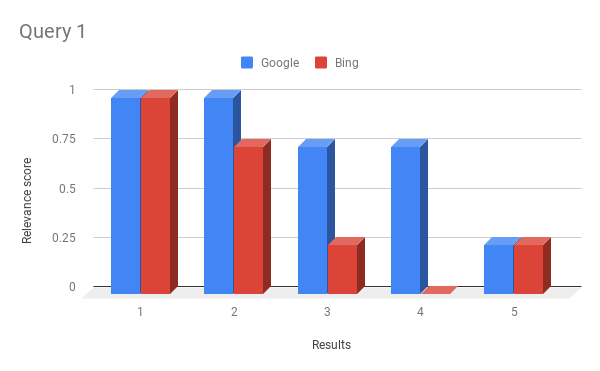 Query 1
Google Bing
1
0.75
0.5
0.25
0
Relevance score
1 2 3 4 5
Results